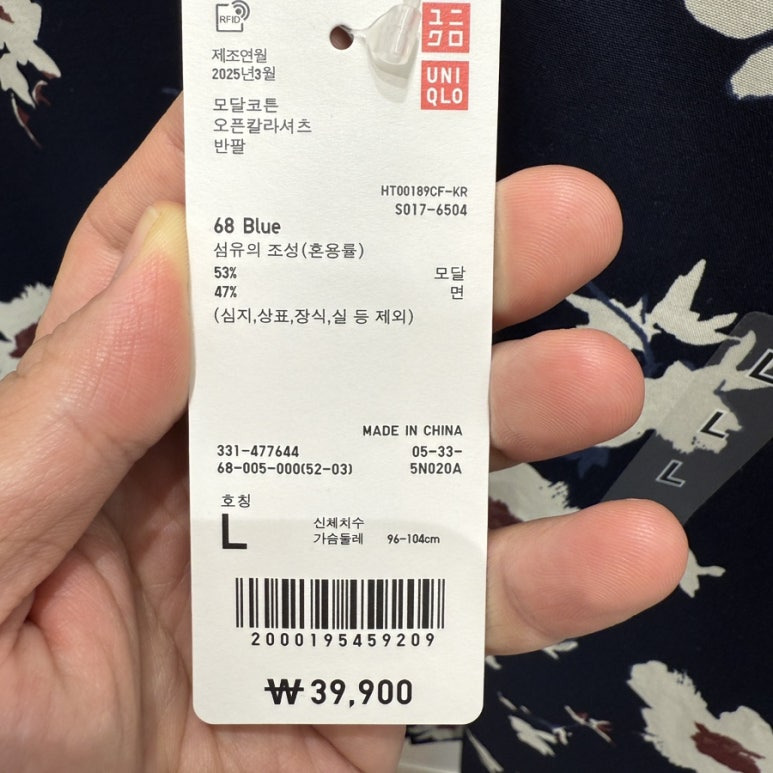 RFID
ユニ
クロ
UNI
QLO
제조연월
2025년3월
모달코튼
오픈칼라셔츠
반팔
HT00189CF-KR
S017-6504
68 Blue
섬유의 조성(혼용률)
53% 모달
47% 면
(심지,상표,장식,실 등 제외)
MADE IN CHINA
331-477644 05-33-
68-005-000(52-03) 5N020A
호칭
L
신체치수
가슴둘레 96-104cm
2000195459209
₩39,900
L
L
L